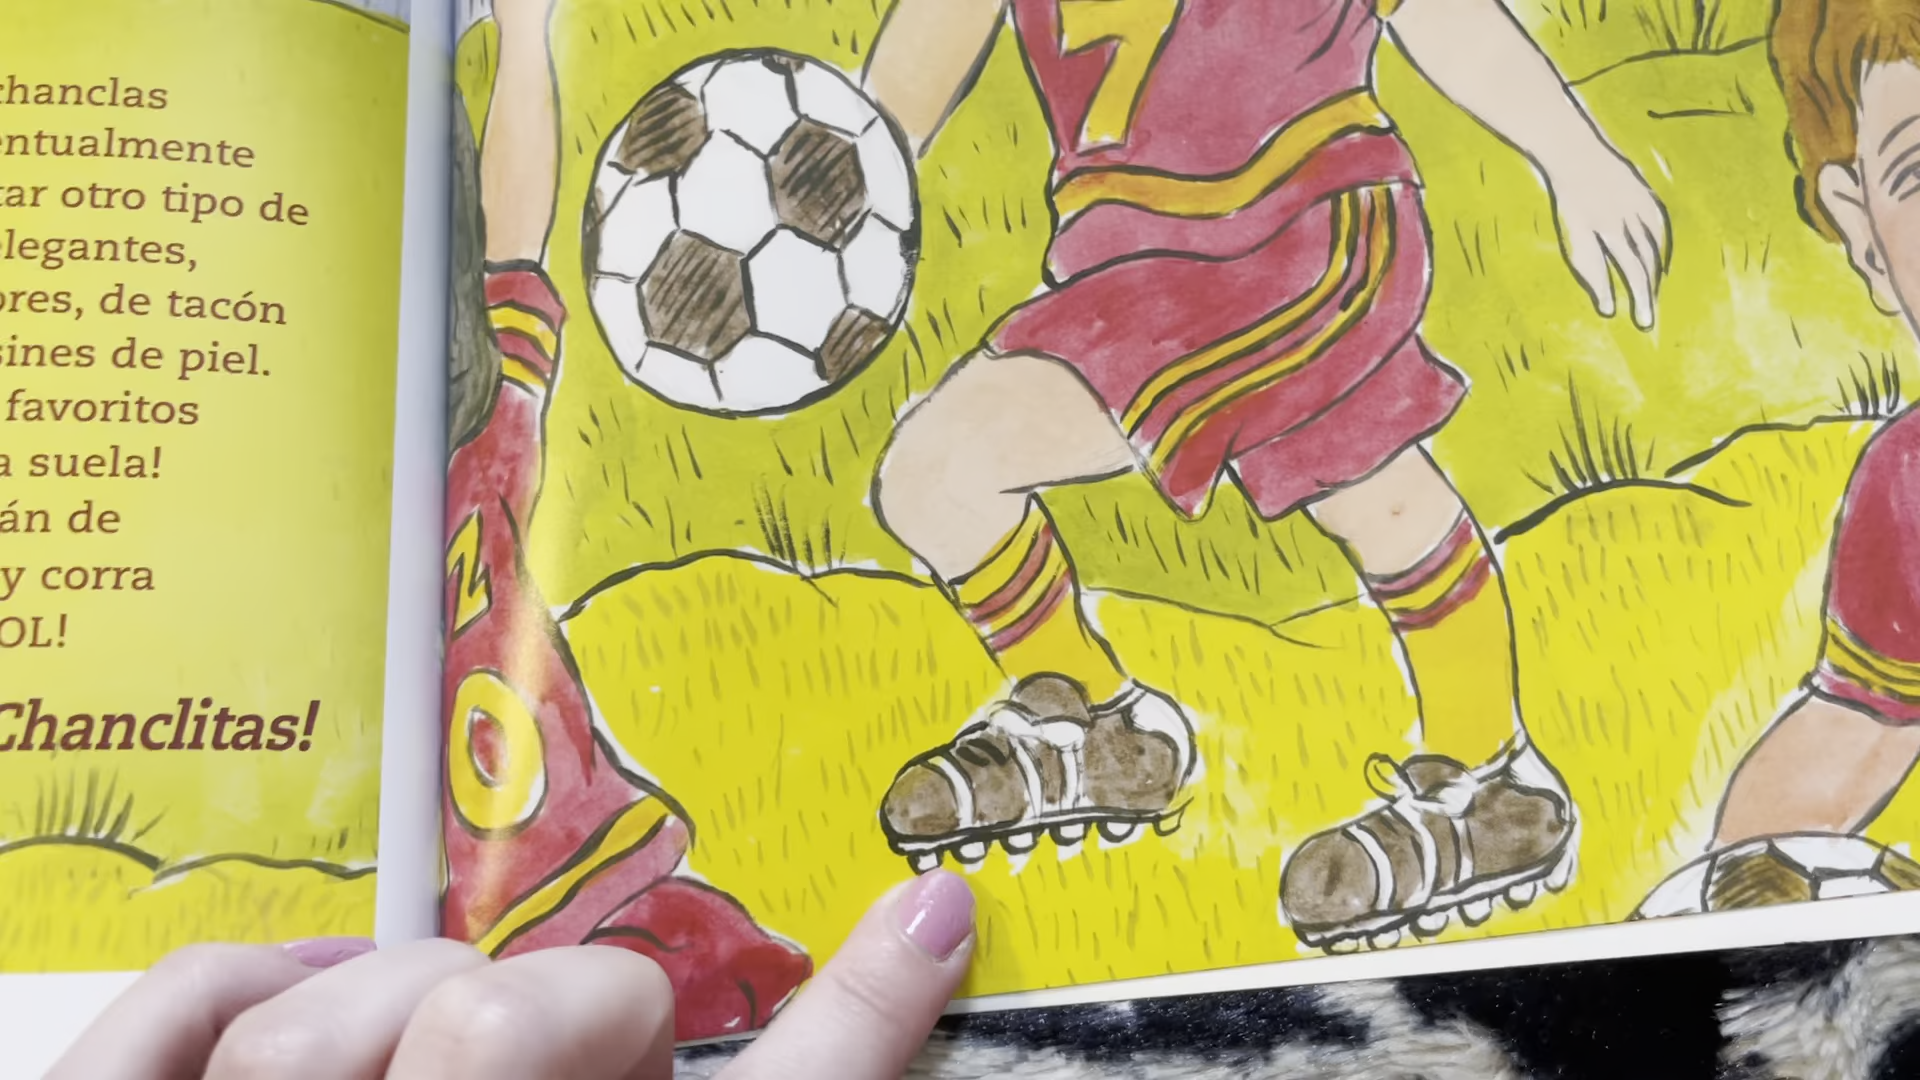 chanclas
entualmente
tar otro tipo de
elegantes,
ores, de tacón
sines de piel.
favoritos
a suela!
án de
y corra
OL!
Chanclitas!
7